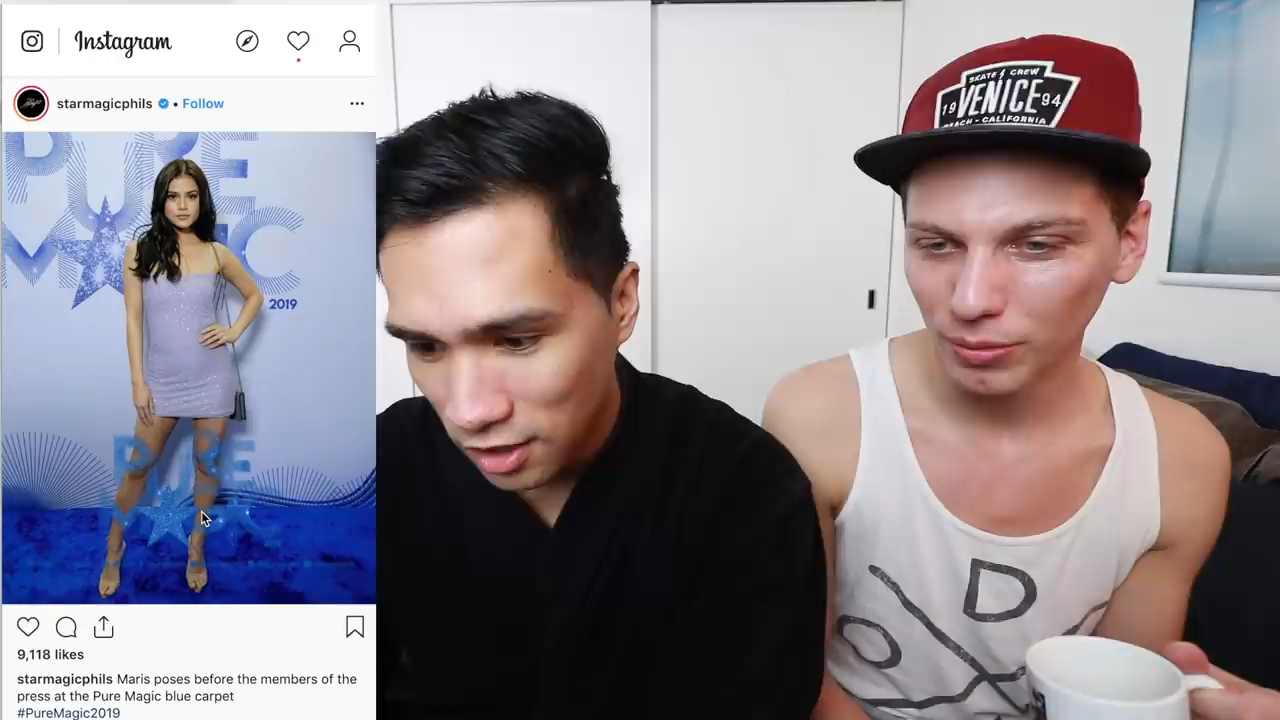 Instagram
starmagicphils • Follow
PURE
MAGIC
2019
PURE
9,118 likes
starmagicphils Maris poses before the members of the
press at the Pure Magic blue carpet
#PureMagic2019
SKATE CREW
19 VENICE 94
BEACH - CALIFORNIA
D
O